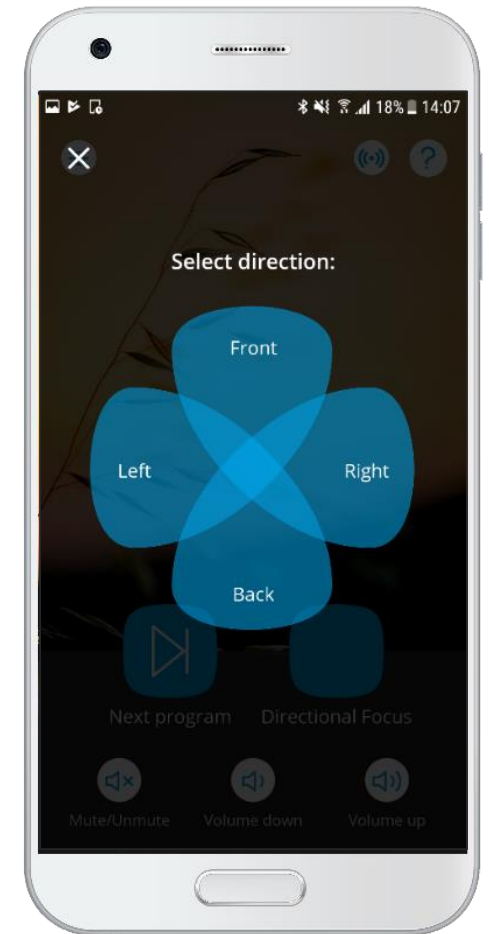 18% 14:07
Select direction:
Front
Left Right
Back
Next program Directional Focus
Mute/Unmute Volume down Volume up